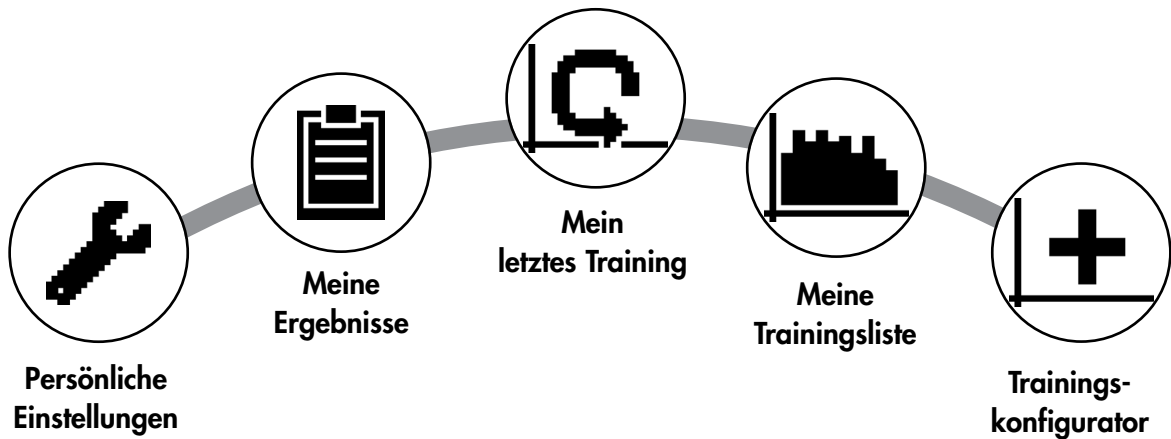 Persönliche
Einstellungen
Meine
Ergebnisse
Mein
letztes Training
Meine
Trainingsliste
Trainings-
konfigurator